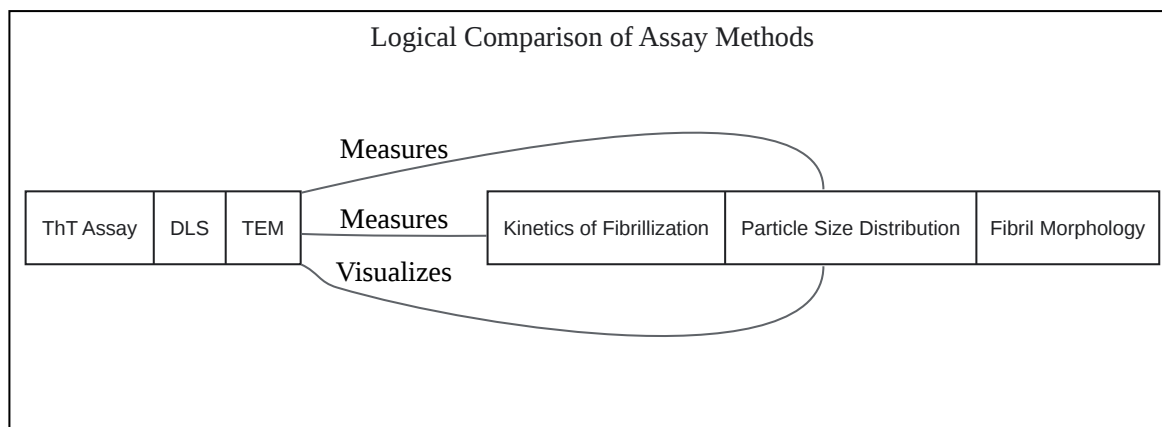 Logical Comparison of Assay Methods
Measures
ThT Assay DLS TEM Measures Kinetics of Fibrillization Particle Size Distribution Fibril Morphology
Visualizes